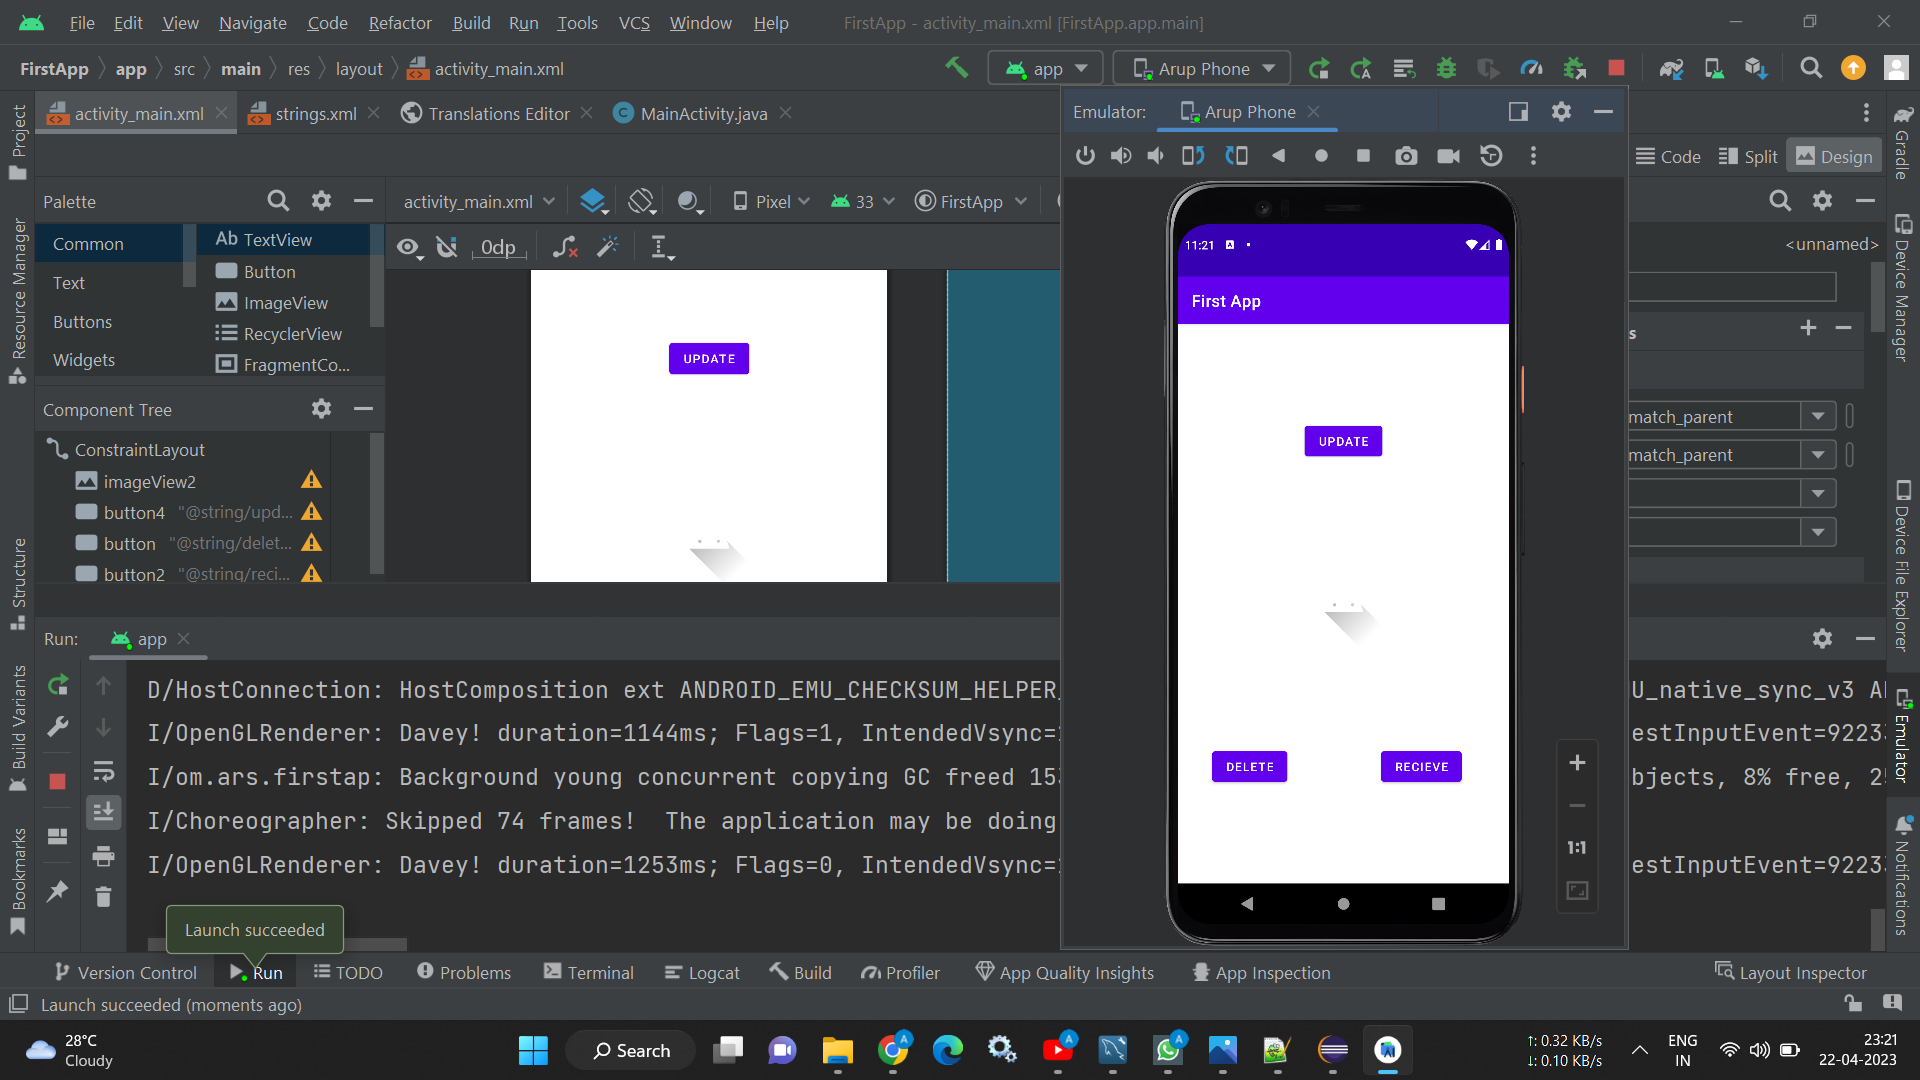 File Edit View Navigate Code Refactor Build Run Tools VCS Window Help FirstApp - activity_main.xml [FirstApp.app.main]
FirstApp app src main res layout activity_main.xml app Arup Phone
activity_main.xml strings.xml Translations Editor MainActivity.java
Emulator: Arup Phone
Code Split Design
Palette
activity_main.xml Pixel 33 FirstApp
Common
Text
Buttons
Widgets
Ab TextView
Button
ImageView
RecyclerView
FragmentCo...
0dp
<unnamed>
s
match_parent
match_parent
UPDATE
Component Tree
ConstraintLayout
imageView2
button4 "@string/upd...
button "@string/delet...
button2 "@string/reci...
11:21
First App
UPDATE
DELETE RECIEVE
1:1
Run: app
D/HostConnection: HostComposition ext ANDROID_EMU_CHECKSUM_HELPER_
U_native_sync_v3
I/OpenGLRenderer: Davey! duration=1144ms; Flags=1, IntendedVsync=
estInputEvent=9223
I/om.ars.firstap: Background young concurrent copying GC freed 15
bjects, 8% free, 2
I/Choreographer: Skipped 74 frames!  The application may be doing
I/OpenGLRenderer: Davey! duration=1253ms; Flags=0, IntendedVsync=
estInputEvent=9223
Launch succeeded
Version Control Run TODO Problems Terminal Logcat Build Profiler App Quality Insights App Inspection Layout Inspector
Launch succeeded (moments ago)
Project
Resource Manager
Structure
Build Variants
Bookmarks
Gradle
Device Manager
Device File Explorer
Emulator
Notifications
28°C
Cloudy
Search
↑: 0.32 KB/s
↓: 0.10 KB/s
ENG
IN
23:21
22-04-2023